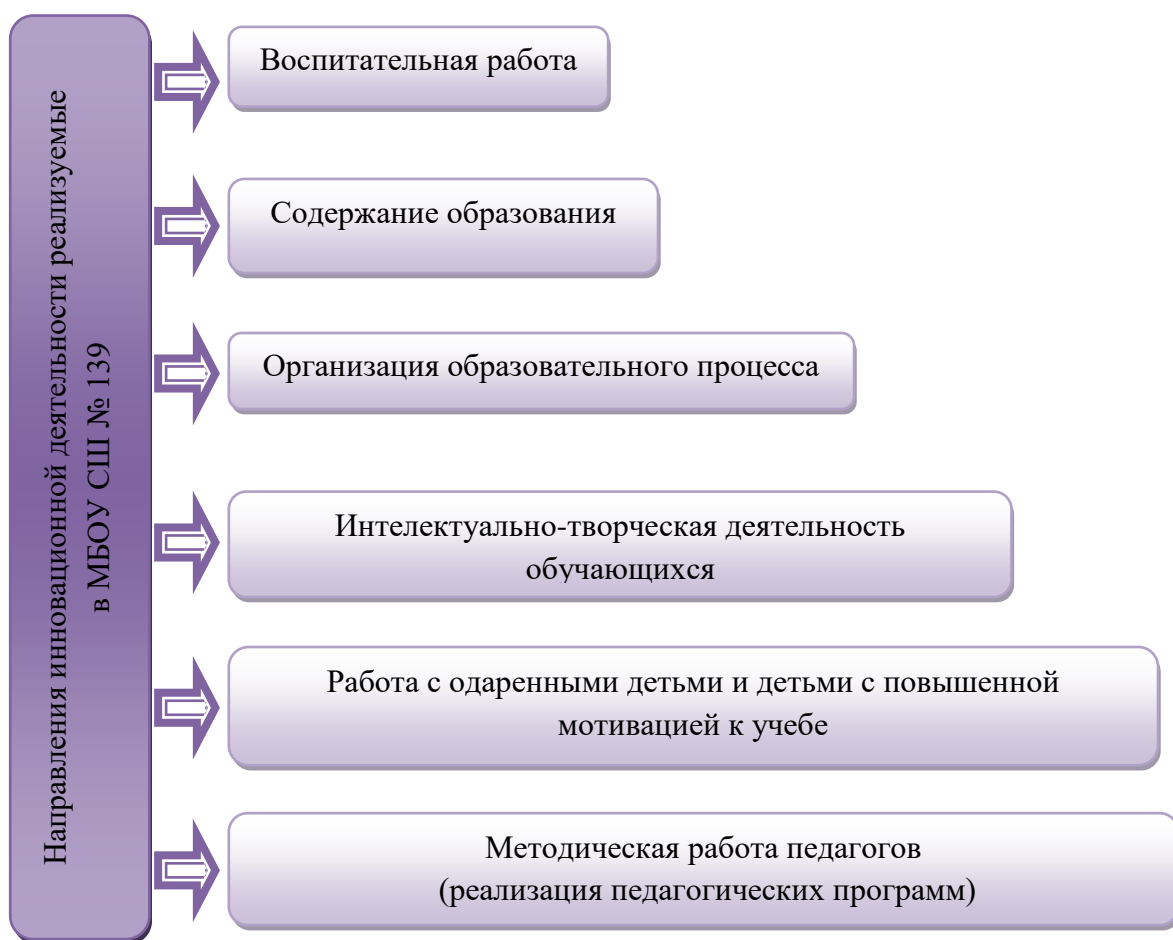 Направления инновационной деятельности реализуемые
в МБОУ СШ № 139
Воспитательная работа
Содержание образования
Организация образовательного процесса
Интелектуально-творческая деятельность
обучающихся
Работа с одаренными детьми и детьми с повышенной
мотивацией к учебе
Методическая работа педагогов
(реализация педагогических программ)